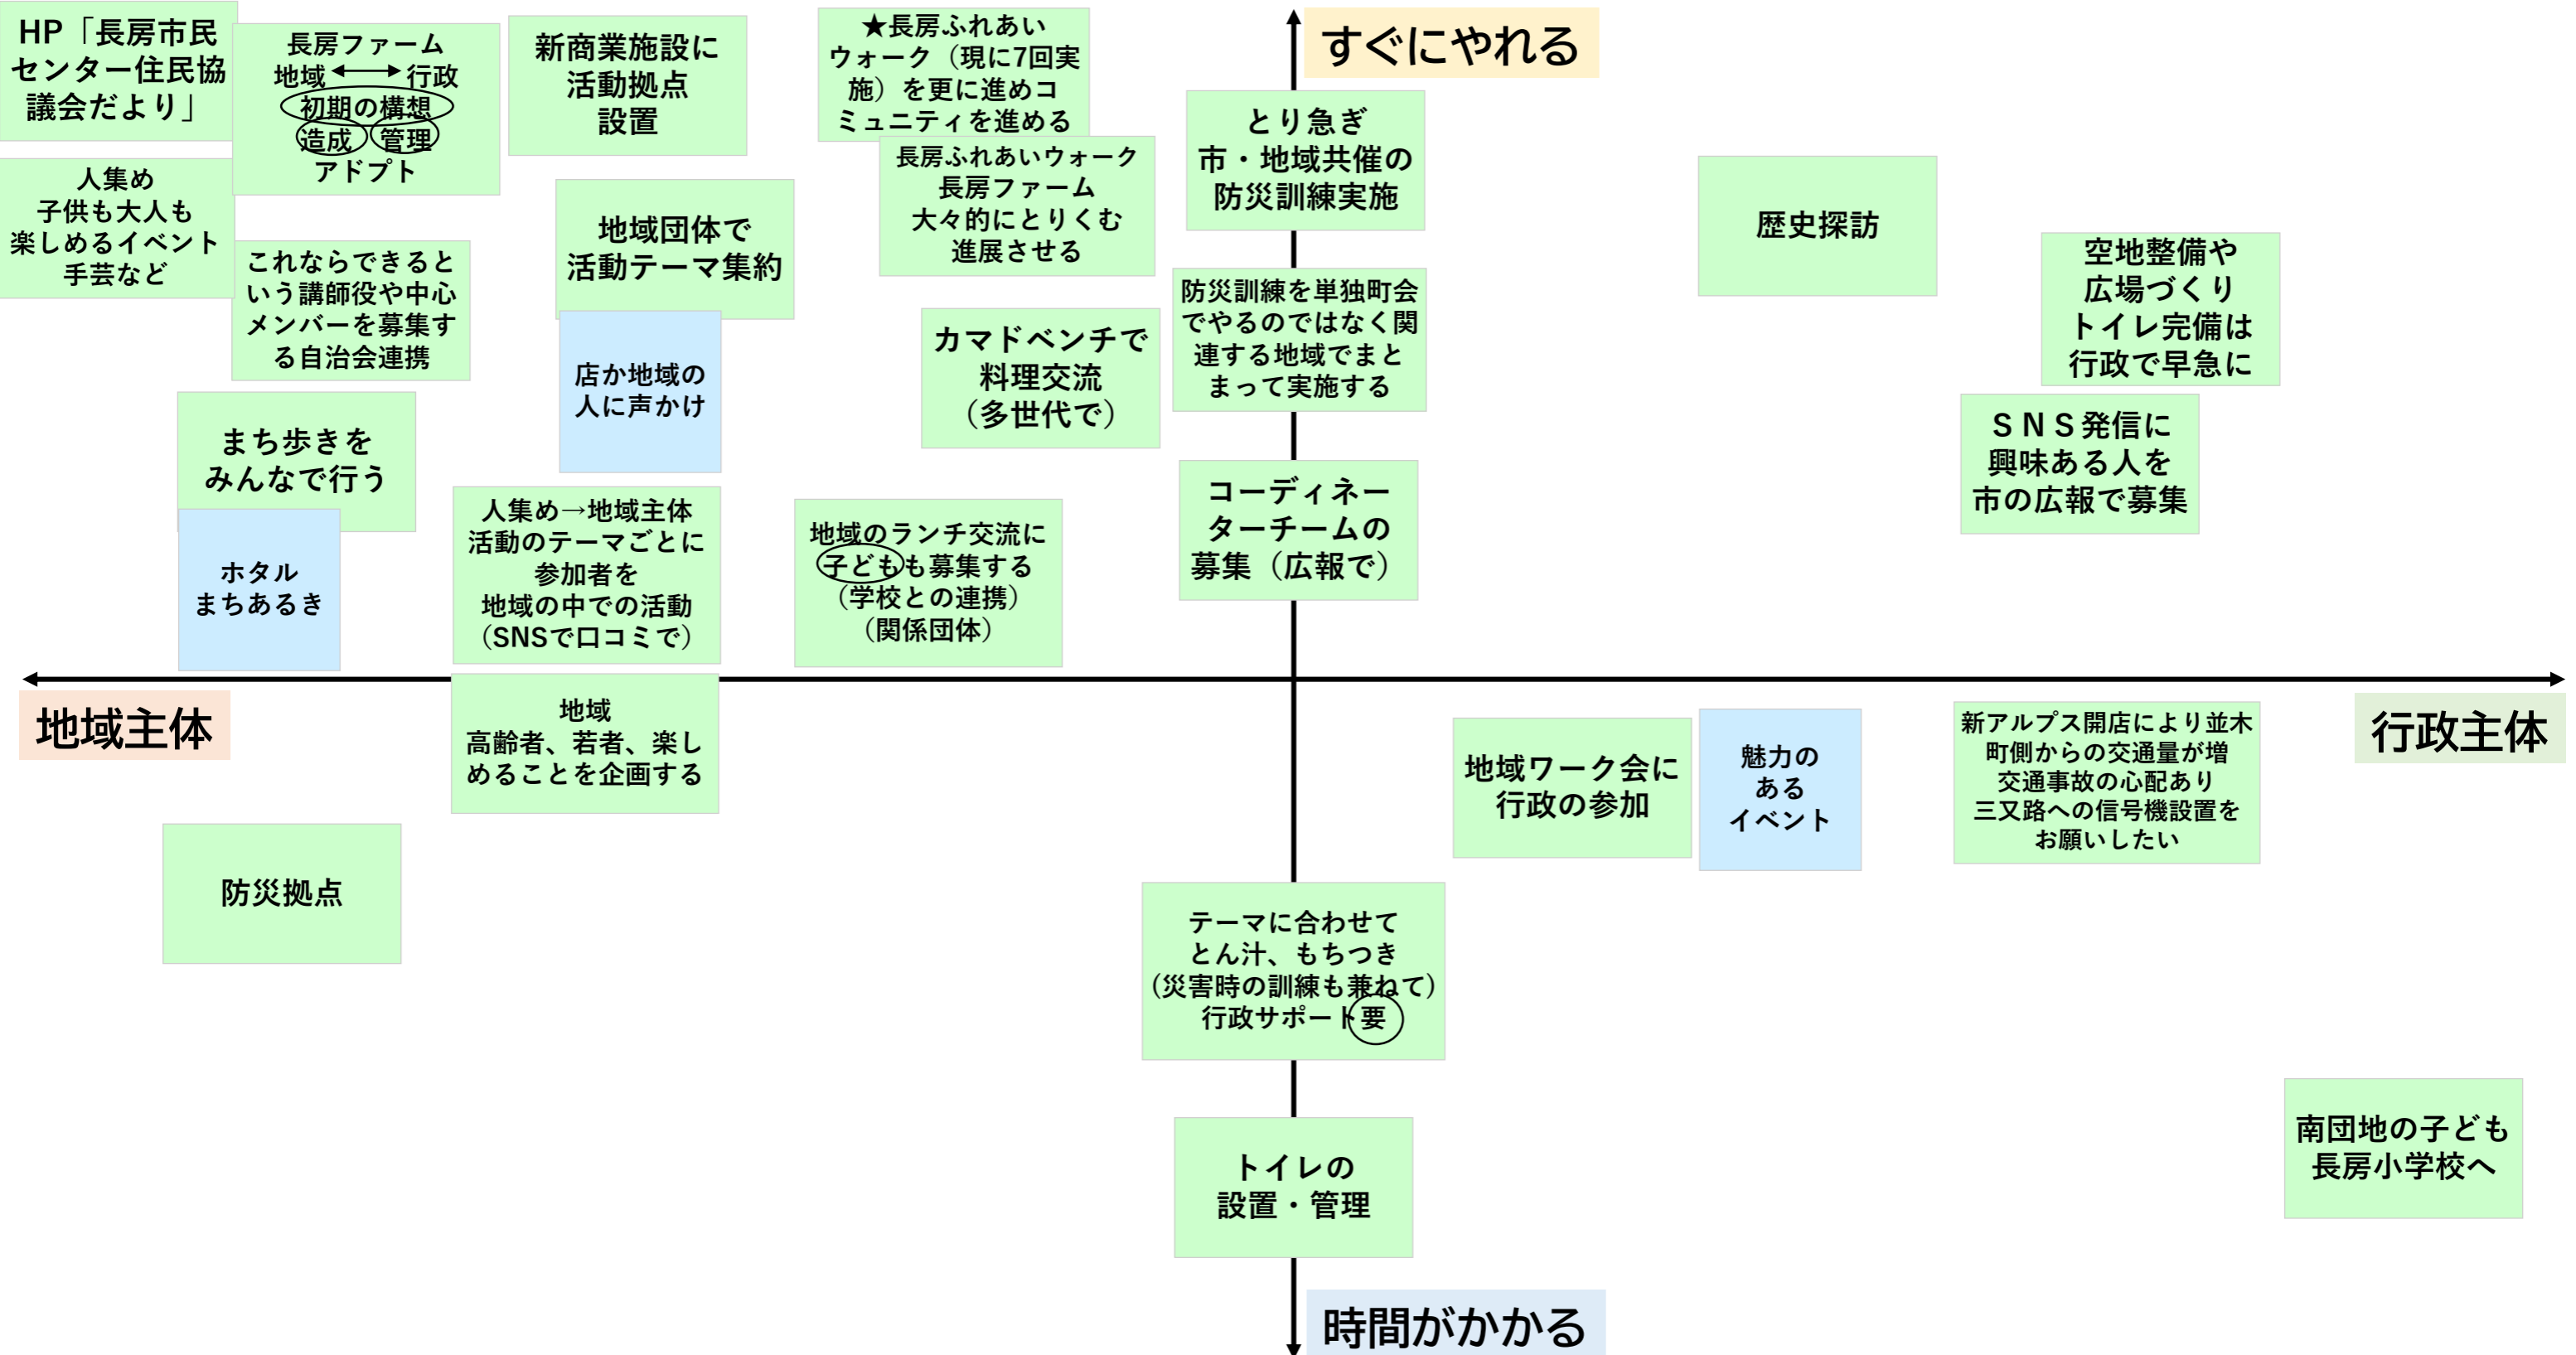 HP「長房市民
センター住民協
議会だより」
長房ファーム
地域 ↔ 行政
初期の構想
造成 管理
アドプト
新商業施設に
活動拠点
設置
★長房ふれあい
ウォーク（現に7回実
施）を更に進めコ
ミュニティを進める
すぐにやれる
人集め
子供も大人も
楽しめるイベント
手芸など
これならできると
いう講師役や中心
メンバーを募集す
る自治会連携
地域団体で
活動テーマ集約
長房ふれあいウォーク
長房ファーム
大々的にとりくむ
進展させる
とり急ぎ
市・地域共催の
防災訓練実施
歴史探訪
空地整備や
広場づくり
トイレ完備は
行政で早急に
店か地域の
人に声かけ
カマドベンチで
料理交流
（多世代で）
防災訓練を単独町会
でやるのではなく関
連する地域でまと
まって実施する
まち歩きを
みんなで行う
ＳＮＳ発信に
興味ある人を
市の広報で募集
ホタル
まちあるき
人集め→地域主体
活動のテーマごとに
参加者を
地域の中での活動
（SNSで口コミで）
地域のランチ交流に
子どもも募集する
（学校との連携）
（関係団体）
コーディネー
ターチームの
募集（広報で）
地域主体
行政主体
地域
高齢者、若者、楽し
めることを企画する
地域ワーク会に
行政の参加
魅力の
ある
イベント
新アルプス開店により並木
町側からの交通量が増
交通事故の心配あり
三又路への信号機設置を
お願いしたい
防災拠点
テーマに合わせて
とん汁、もちつき
（災害時の訓練も兼ねて）
行政サポート要
トイレの
設置・管理
南団地の子ども
長房小学校へ
時間がかかる